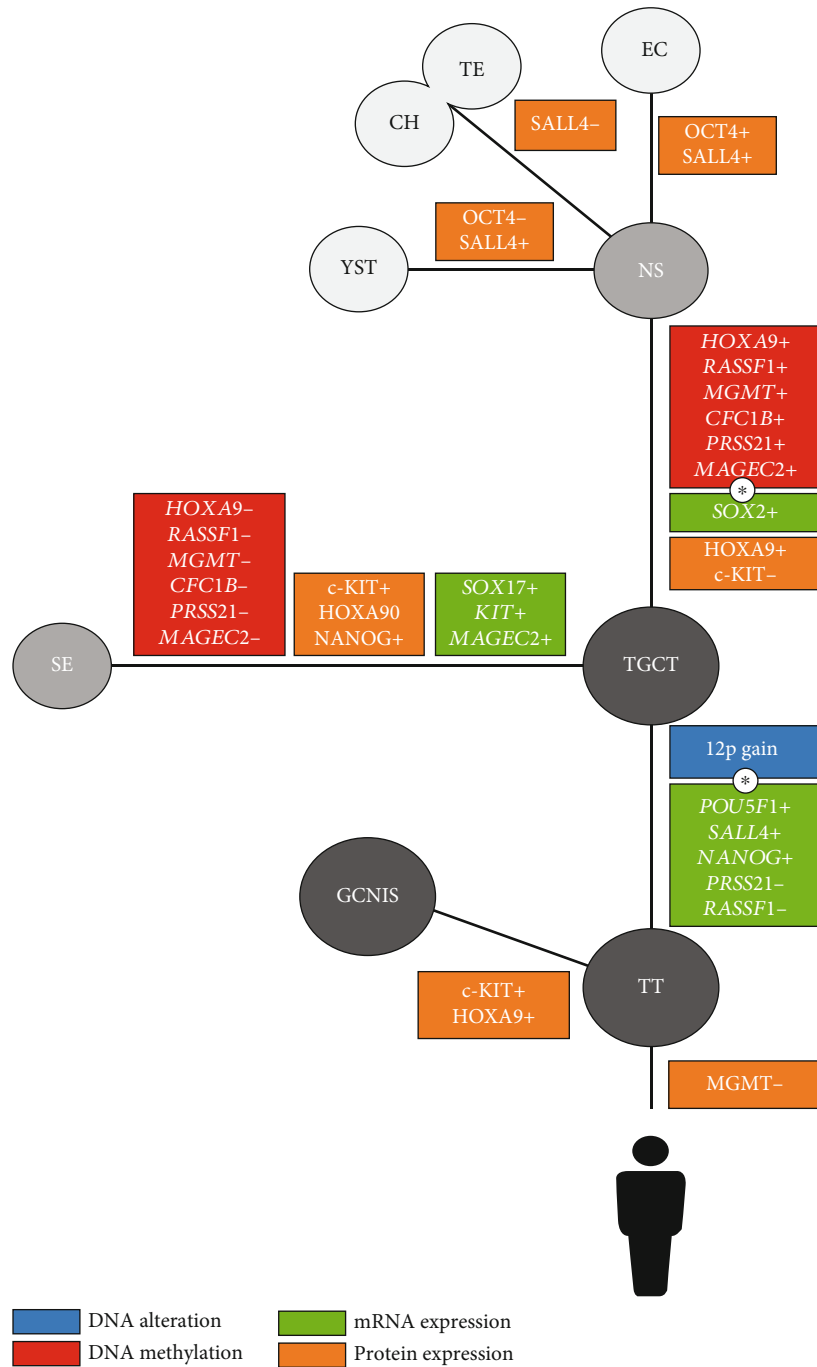 EC
TE
CH
SALL4–
OCT4+
SALL4+
OCT4–
SALL4+
YST
NS
HOXA9+
RASSF1+
MGMT+
CFC1B+
PRSS21+
MAGEC2+
*
SOX2+
HOXA9+
c-KIT–
HOXA9–
RASSF1–
MGMT–
CFC1B–
PRSS21–
MAGEC2–
c-KIT+
HOXA90
NANOG+
SOX17+
KIT+
MAGEC2+
SE
TGCT
12p gain
*
POU5F1+
SALL4+
NANOG+
PRSS21–
RASSF1–
GCNIS
TT
c-KIT+
HOXA9+
MGMT–
DNA alteration
mRNA expression
DNA methylation
Protein expression